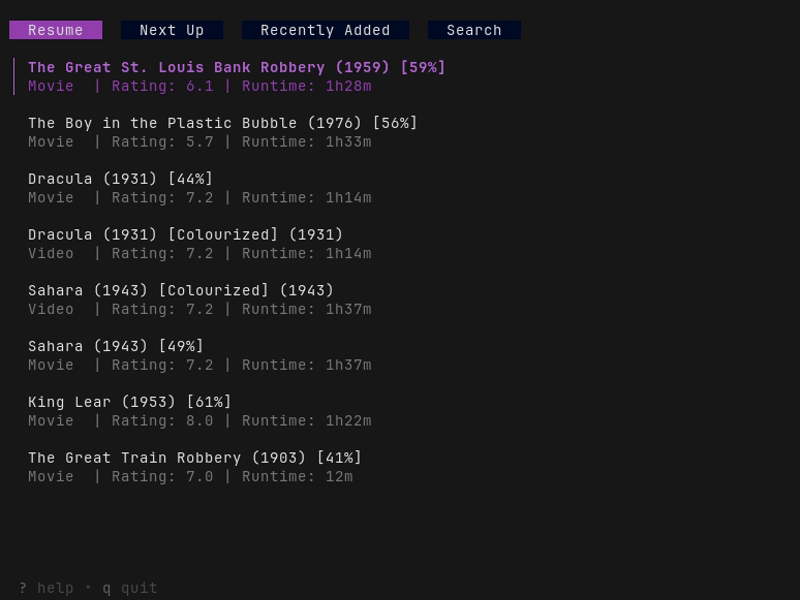 Resume Next Up Recently Added Search
The Great St. Louis Bank Robbery (1959) [59%]
Movie | Rating: 6.1 | Runtime: 1h28m
The Boy in the Plastic Bubble (1976) [56%]
Movie | Rating: 5.7 | Runtime: 1h33m
Dracula (1931) [44%]
Movie | Rating: 7.2 | Runtime: 1h14m
Dracula (1931) [Colourized] (1931)
Video | Rating: 7.2 | Runtime: 1h14m
Sahara (1943) [Colourized] (1943)
Video | Rating: 7.2 | Runtime: 1h37m
Sahara (1943) [49%]
Movie | Rating: 7.2 | Runtime: 1h37m
King Lear (1953) [61%]
Movie | Rating: 8.0 | Runtime: 1h22m
The Great Train Robbery (1903) [41%]
Movie | Rating: 7.0 | Runtime: 12m
? help • q quit